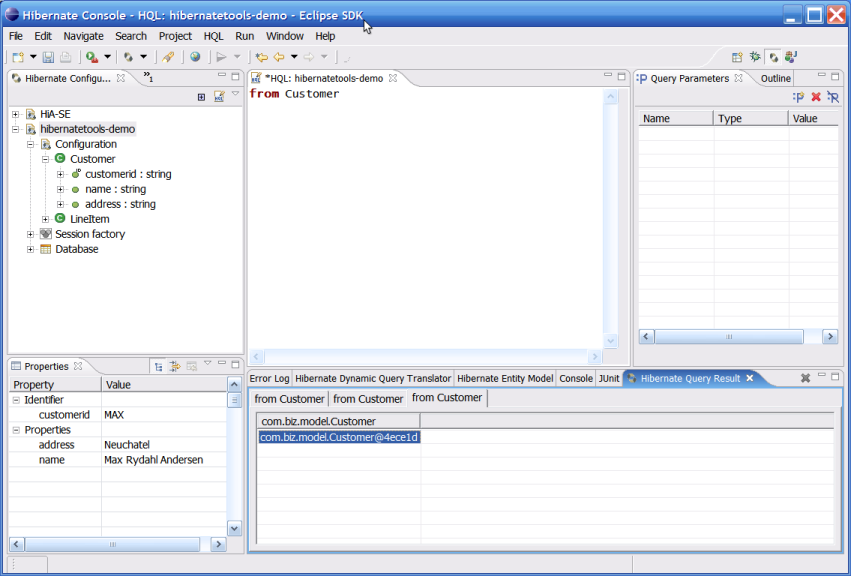 Hibernate Console - HQL: hibernatetools-demo - Eclipse SDK
File Edit Navigate Search Project HQL Run Window Help
Hibernate Configu... »1
HiA-SE
hibernatetools-demo
Configuration
Customer
customerid : string
name : string
address : string
LineItem
Session factory
Database
*HQL: hibernatetools-demo
from Customer
Query Parameters Outline
Name Type Value
Properties
Property Value
Identifier
customerid MAX
Properties
address Neuchatel
name Max Rydahl Andersen
Error Log Hibernate Dynamic Query Translator Hibernate Entity Model Console JUnit Hibernate Query Result
from Customer from Customer from Customer
com.biz.model.Customer
com.biz.model.Customer@4ece1d